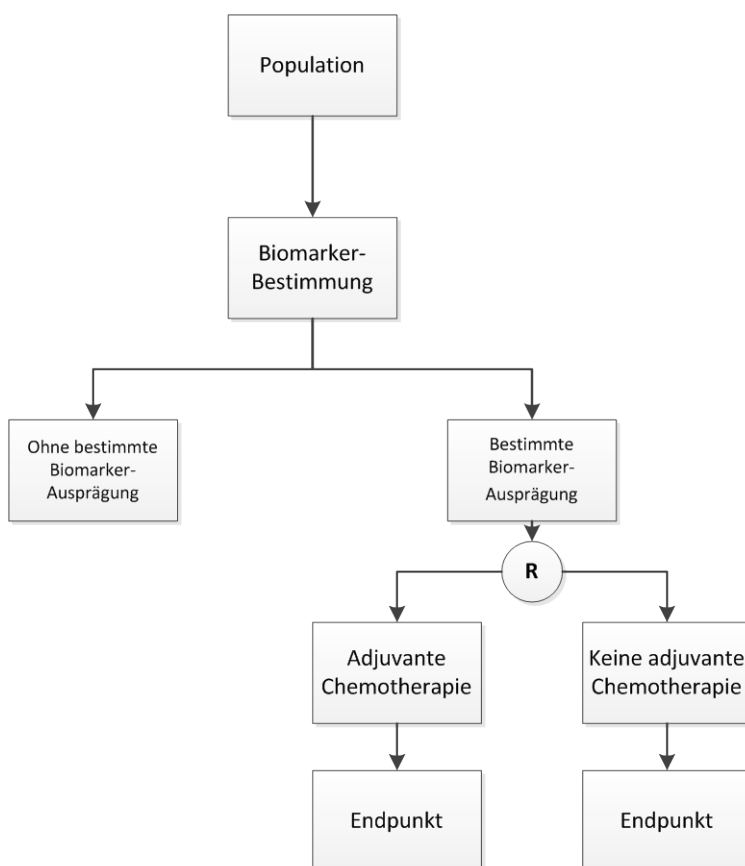 Population
Biomarker-
Bestimmung
Ohne bestimmte
Biomarker-
Ausprägung
Bestimmte
Biomarker-
Ausprägung
R
Adjuvante
Chemotherapie
Keine adjuvante
Chemotherapie
Endpunkt
Endpunkt